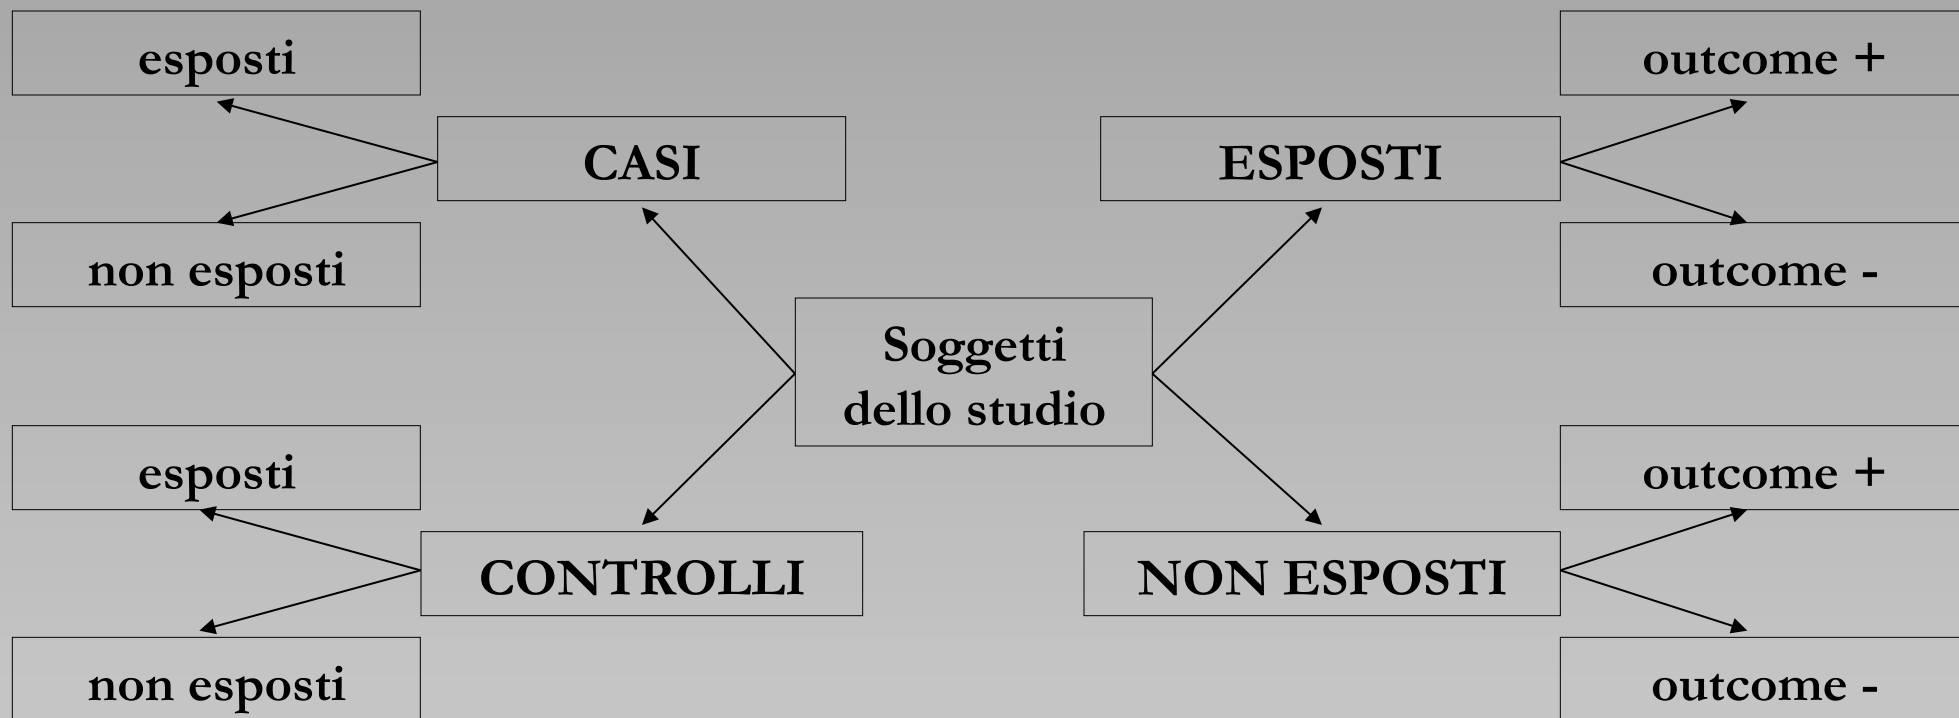 esposti
outcome +
CASI
ESPOSTI
non esposti
outcome -
Soggetti
dello studio
esposti
outcome +
CONTROLLI
NON ESPOSTI
non esposti
outcome -